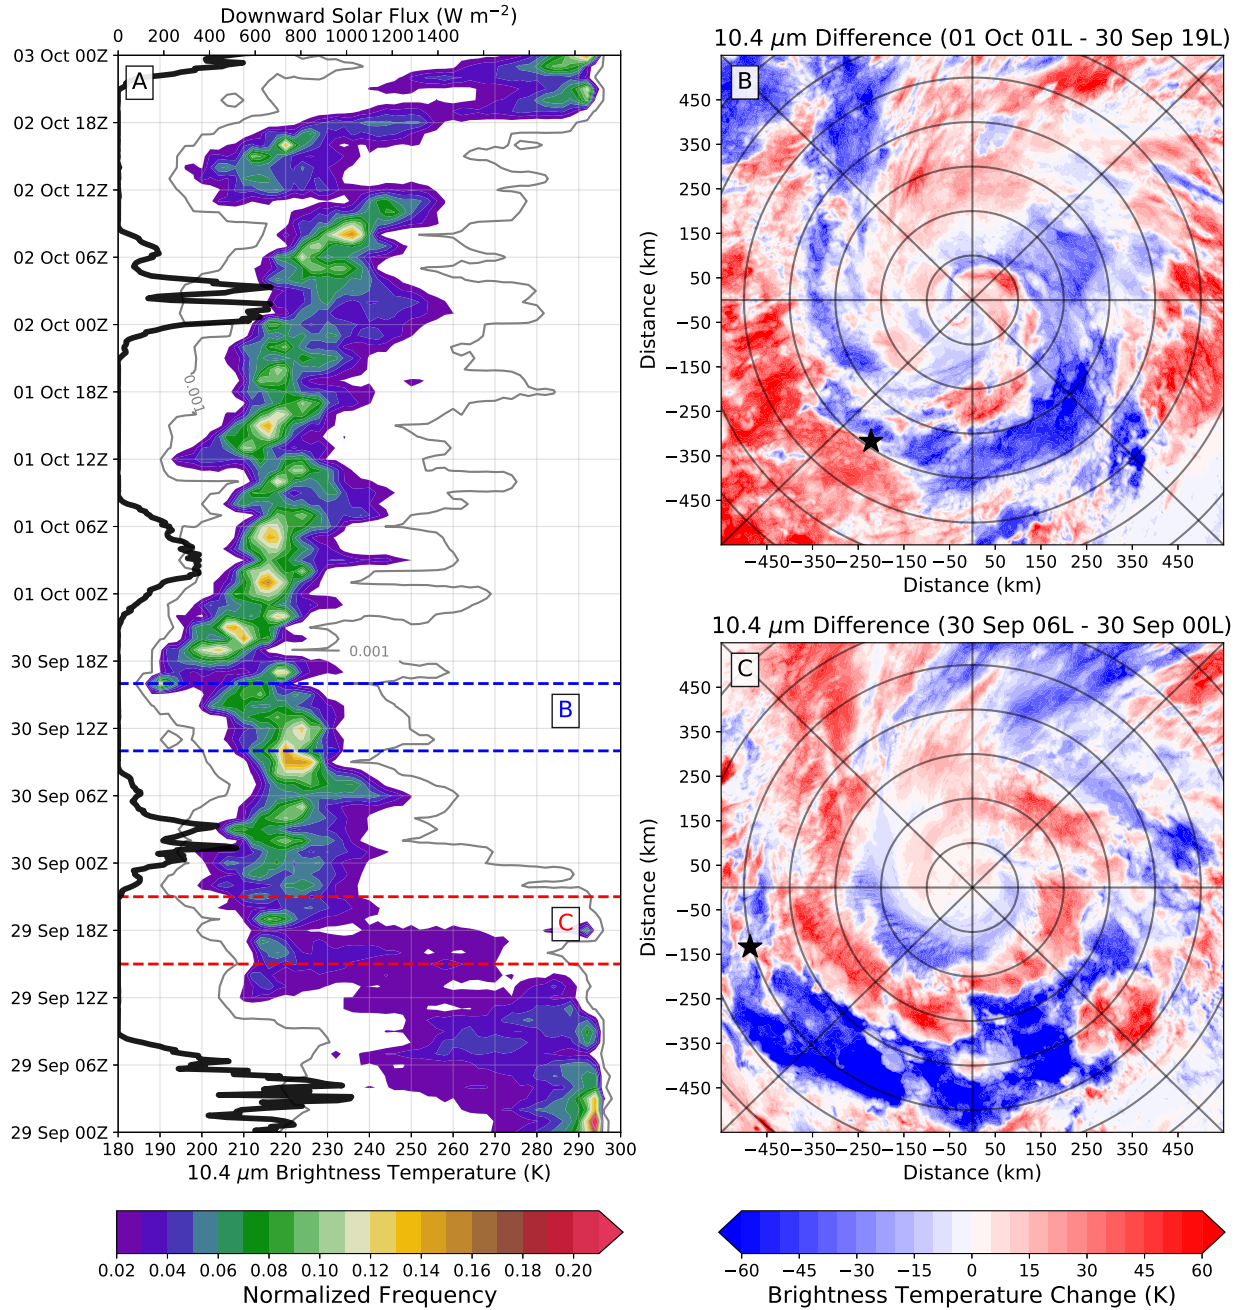 Downward Solar Flux (W m−2)
0 200 400 600 800 1000 1200 1400
A
03 Oct 00Z
02 Oct 18Z
02 Oct 12Z
02 Oct 06Z
02 Oct 00Z
01 Oct 18Z
01 Oct 12Z
01 Oct 06Z
01 Oct 00Z
30 Sep 18Z
30 Sep 12Z
30 Sep 06Z
30 Sep 00Z
29 Sep 18Z
29 Sep 12Z
29 Sep 06Z
29 Sep 00Z
0.001
0.001
B
C
180 190 200 210 220 230 240 250 260 270 280 290 300
10.4 μm Brightness Temperature (K)
0.02 0.04 0.06 0.08 0.10 0.12 0.14 0.16 0.18 0.20
Normalized Frequency
10.4 μm Difference (01 Oct 01L - 30 Sep 19L)
B
Distance (km)
450
350
250
150
50
−50
−150
−250
−350
−450
−450 −350 −250 −150 −50 50 150 250 350 450
Distance (km)
10.4 μm Difference (30 Sep 06L - 30 Sep 00L)
C
Distance (km)
450
350
250
150
50
−50
−150
−250
−350
−450
−450 −350 −250 −150 −50 50 150 250 350 450
Distance (km)
−60 −45 −30 −15 0 15 30 45 60
Brightness Temperature Change (K)